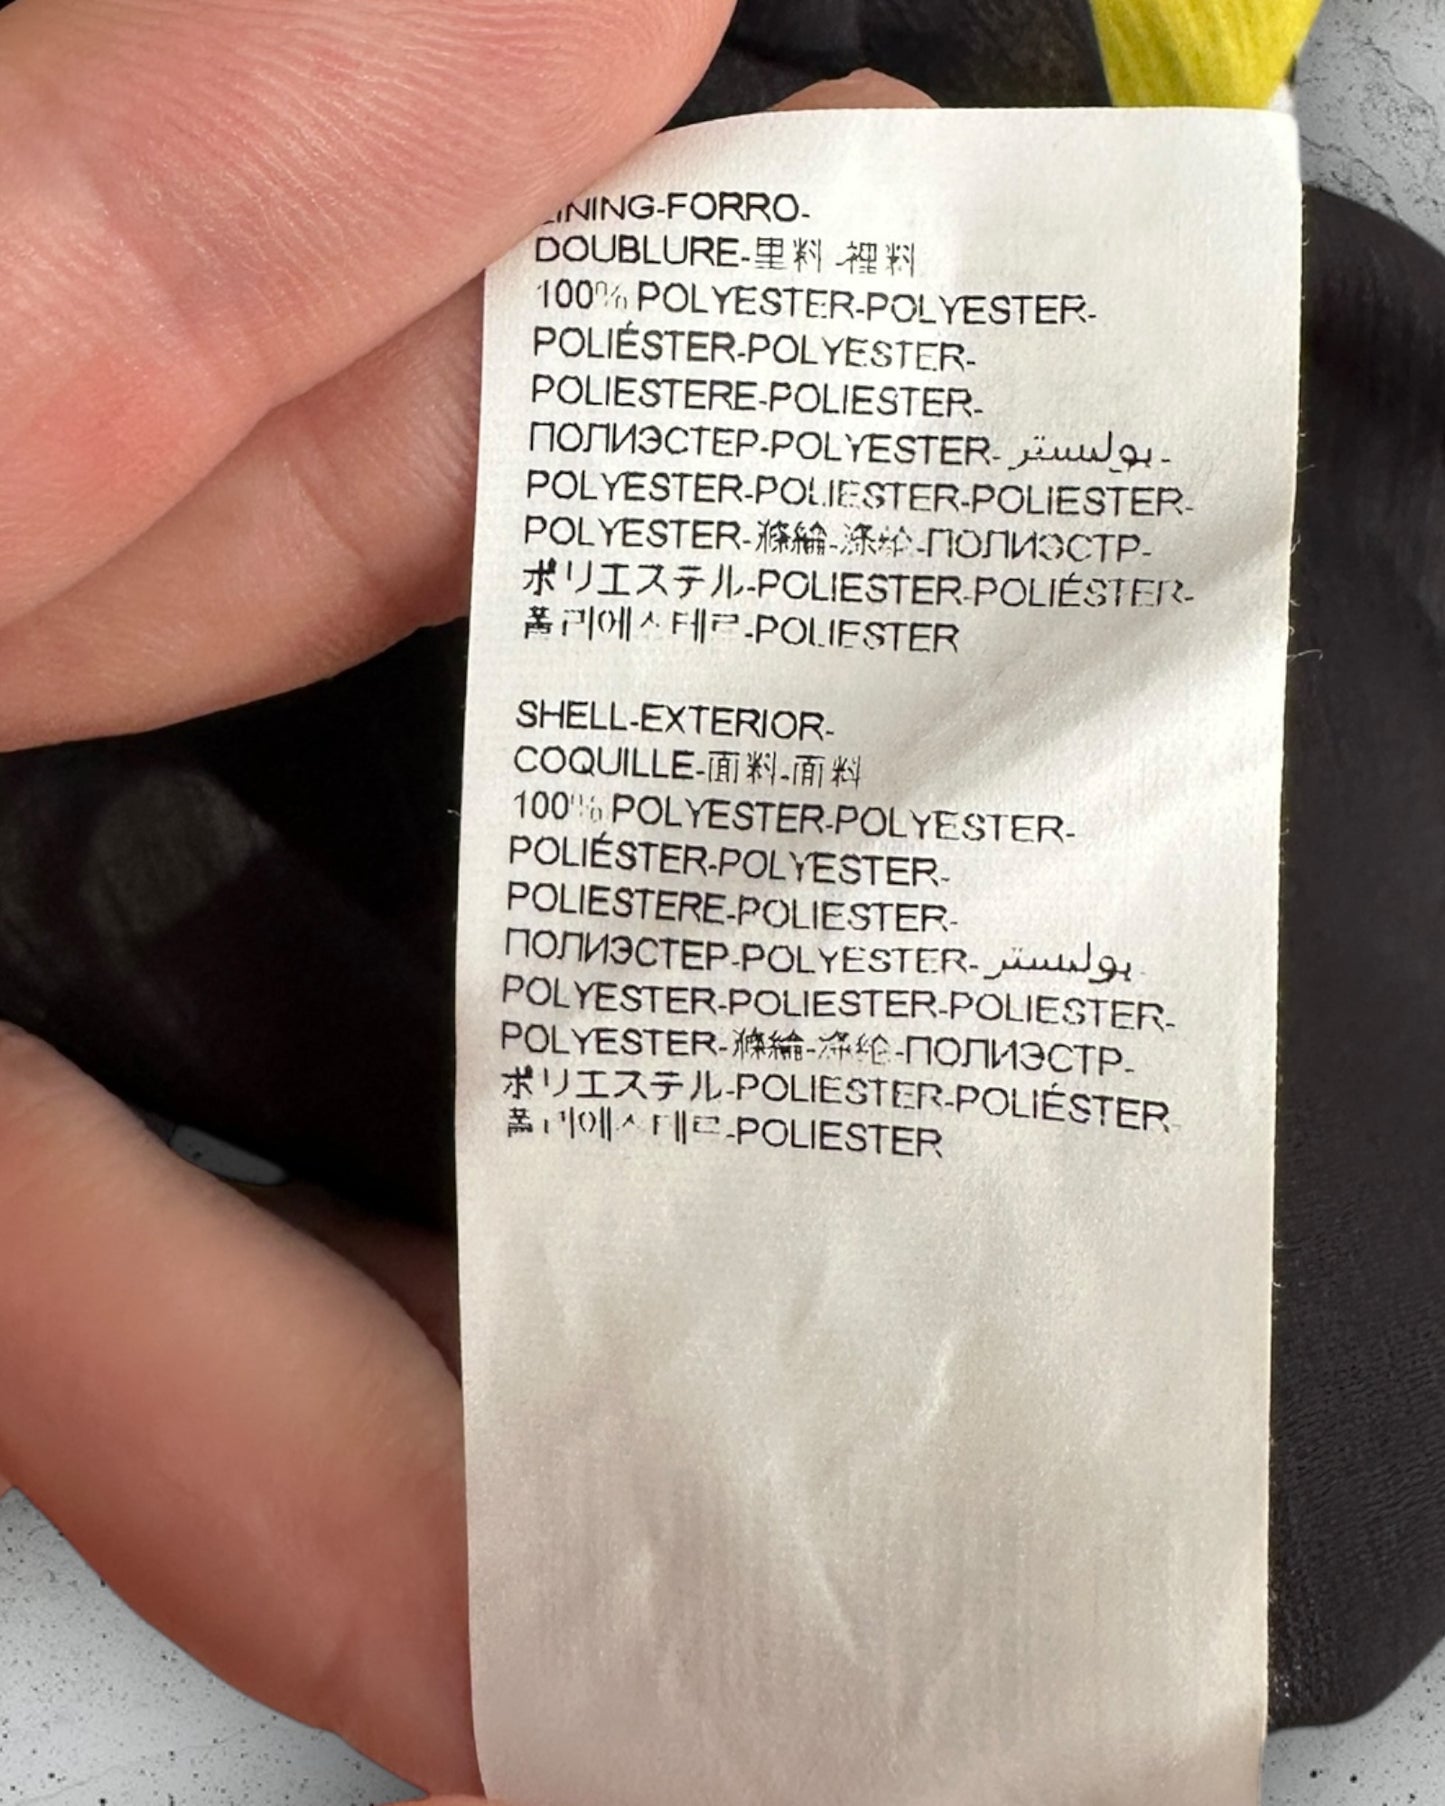 LINING-FORRO-
DOUBLURE-里料-裡料
100% POLYESTER-POLYESTER-
POLIÉSTER-POLYESTER-
POLIESTERE-POLIESTER-
ПОЛИЭСТЕР-POLYESTER-بوليستر-
POLYESTER-POLIESTER-POLIESTER-
POLYESTER-滌綸-涤纶-ПОЛИЭСТР-
ポリエステル-POLIESTER-POLIÉSTER-
폴리에스테르-POLIESTER
SHELL-EXTERIOR-
COQUILLE-面料-面料
100% POLYESTER-POLYESTER-
POLIÉSTER-POLYESTER-
POLIESTERE-POLIESTER-
ПОЛИЭСТЕР-POLYESTER-بوليستر-
POLYESTER-POLIESTER-POLIESTER-
POLYESTER-滌綸-涤纶-ПОЛИЭСТР-
ポリエステル-POLIESTER-POLIÉSTER-
폴리에스테르-POLIESTER